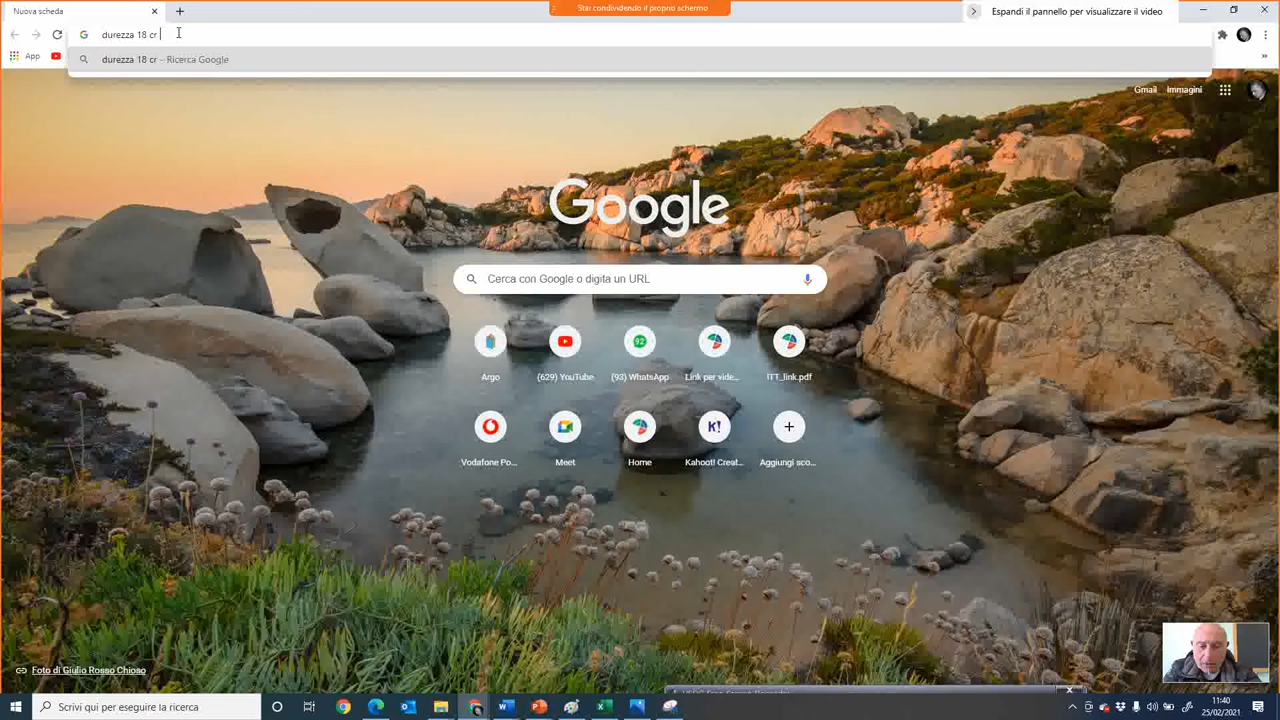 Nuova scheda
Stai condividendo il proprio schermo
Espandi il pannello per visualizzare il video
durezza 18 cr
App
durezza 18 cr – Ricerca Google
Gmail
Immagini
Google
Cerca con Google o digita un URL
Argo
(629) YouTube
(93) WhatsApp
Link per vide...
ITT_link.pdf
Vodafone Po...
Meet
Home
Kahoot! Creat...
Aggiungi sco...
Foto di Giulio Rosso Chioso
Scrivi qui per eseguire la ricerca
11:40
25/02/2021